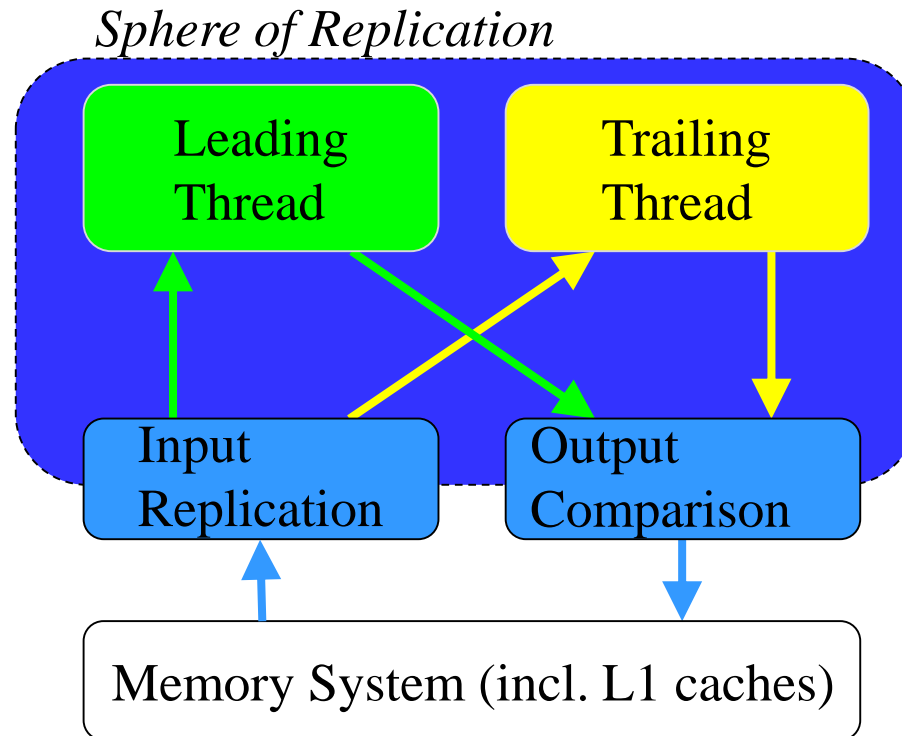 Sphere of Replication
Leading
Thread
Trailing
Thread
Input
Replication
Output
Comparison
Memory System (incl. L1 caches)